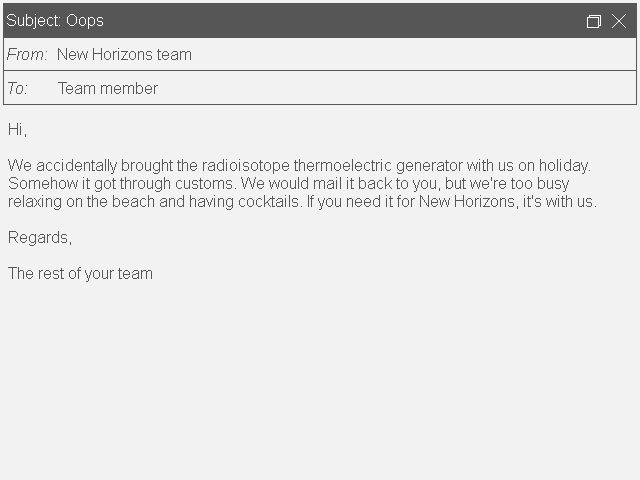 Subject: Oops
From: New Horizons team
To: Team member
Hi,
We accidentally brought the radioisotope thermoelectric generator with us on holiday.
Somehow it got through customs. We would mail it back to you, but we're too busy
relaxing on the beach and having cocktails. If you need it for New Horizons, it's with us.
Regards,
The rest of your team